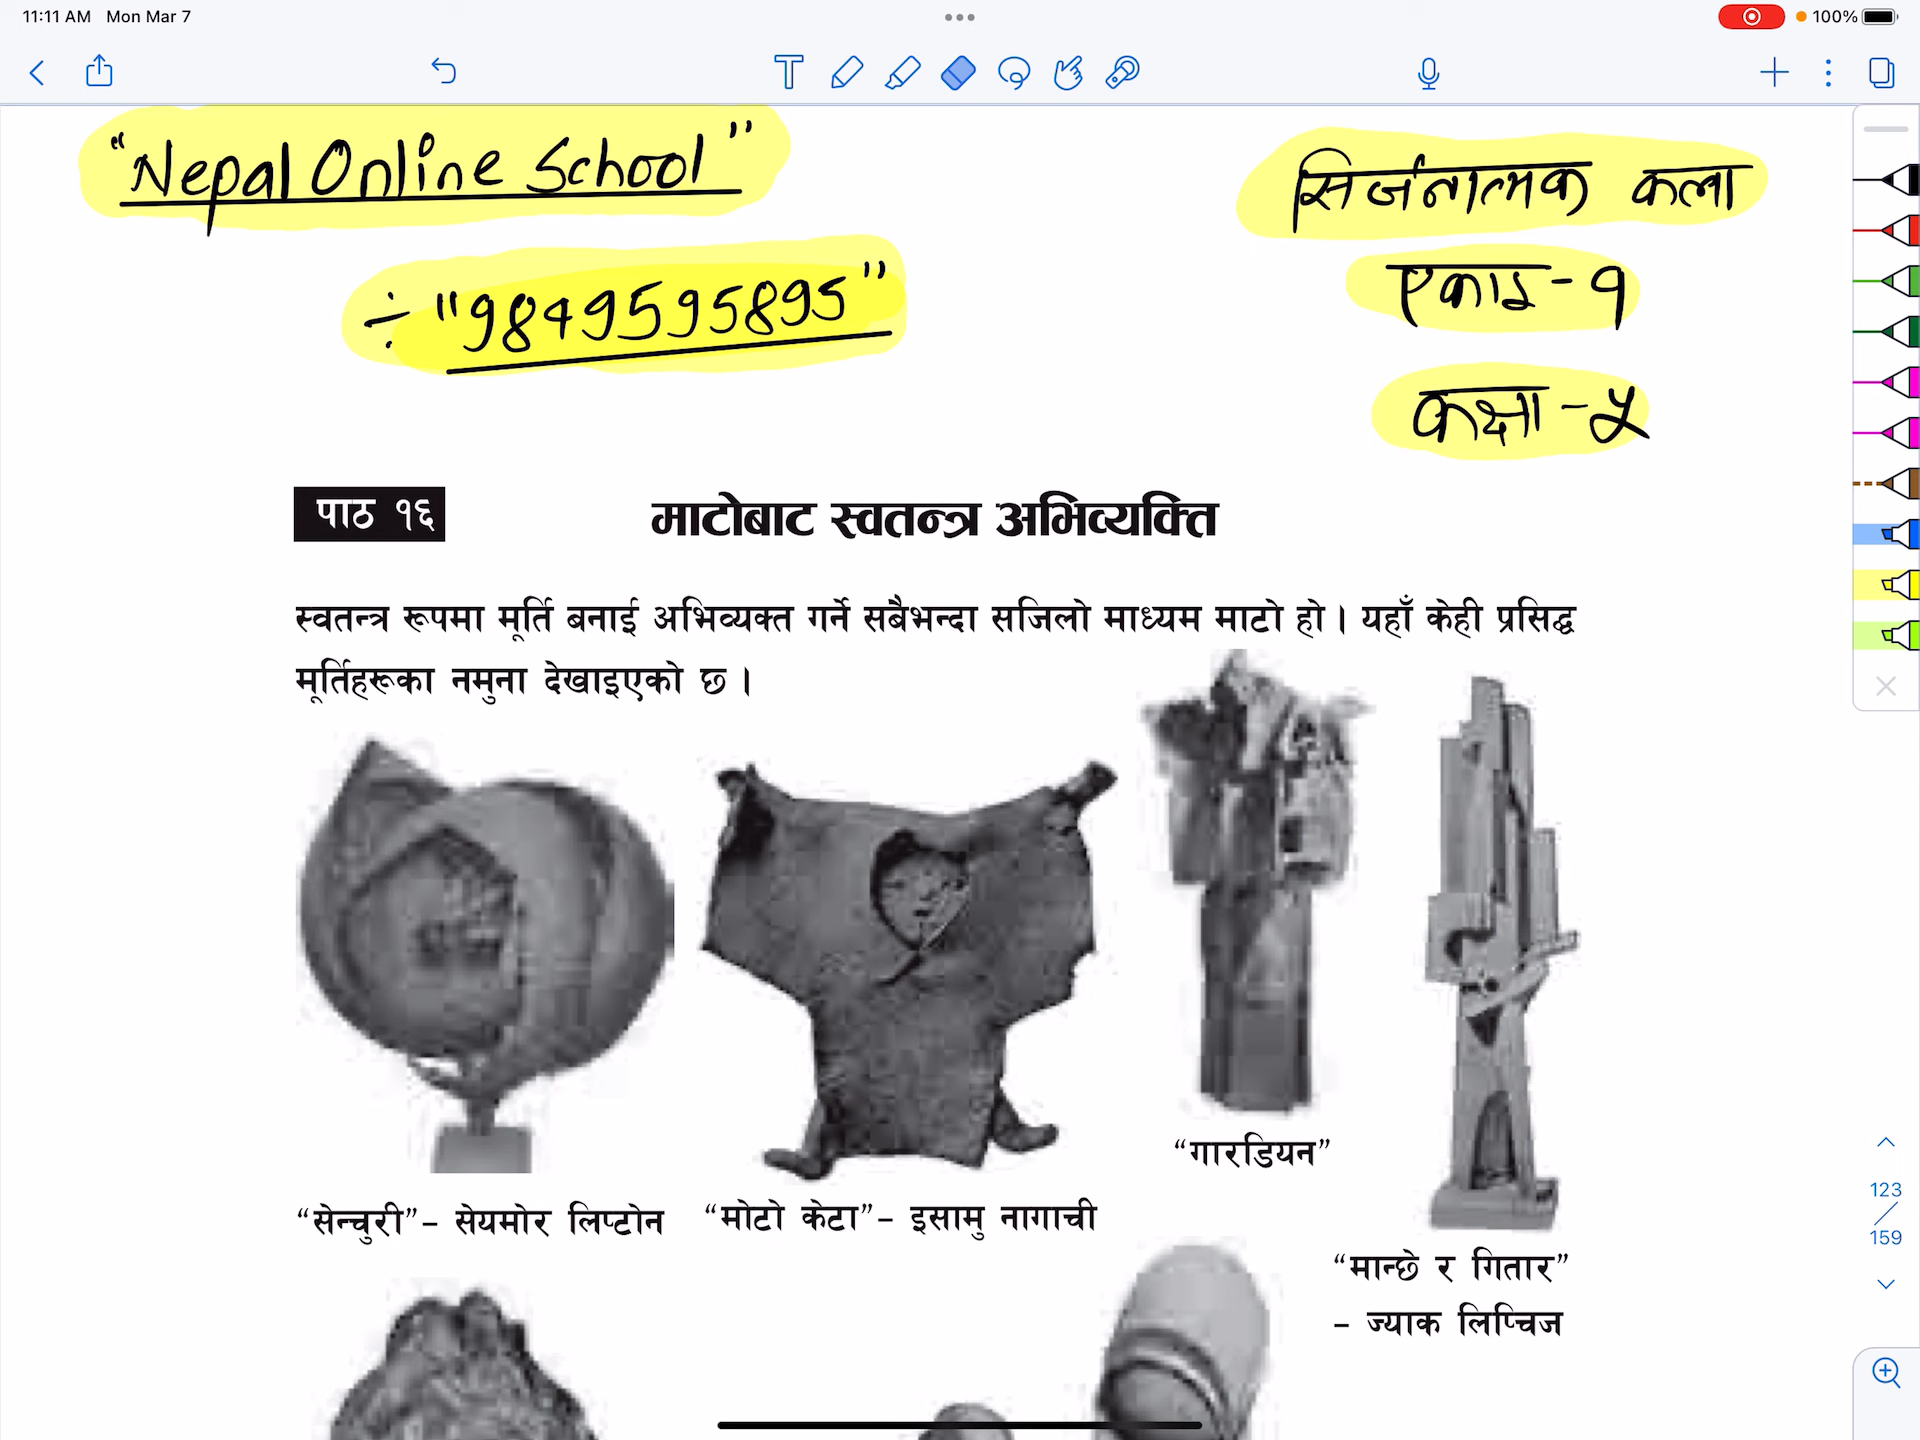 11:11 AM Mon Mar 7
100%
"Nepal Online School"
÷ "9849595895"
सिर्जनात्मक कला
एकाइ - १
कक्षा - ५
पाठ १६
माटोबाट स्वतन्त्र अभिव्यक्ति
स्वतन्त्र रूपमा मूर्ति बनाई अभिव्यक्त गर्ने सबैभन्दा सजिलो माध्यम माटो हो । यहाँ केही प्रसिद्ध
मूर्तिहरूका नमुना देखाइएको छ ।
“गारडियन”
“सेन्चुरी”– सेयमोर लिप्टोन
“मोटो केटा”– इसामु नागाची
“मान्छे र गितार”
– ज्याक लिप्चिज
123
159